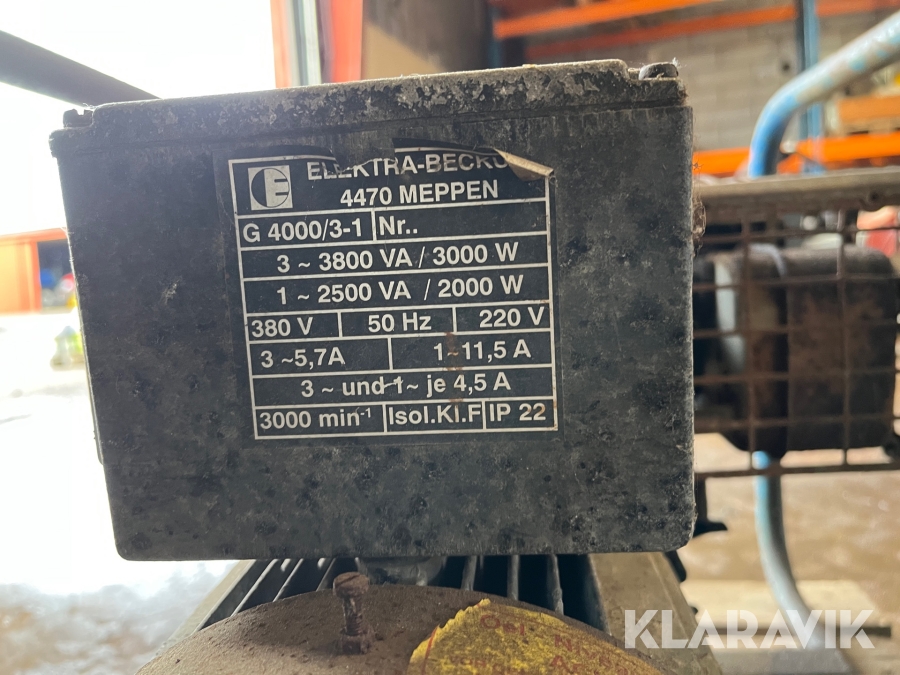 E
ELEKTRA-BECKUM
4470 MEPPEN
G 4000/3-1 Nr..
3 ~ 3800 VA / 3000 W
1 ~ 2500 VA / 2000 W
380 V 50 Hz 220 V
3 ~5,7A 1~11,5 A
3 ~ und 1~ je 4,5 A
3000 min⁻¹ Isol.Kl.F IP 22
KLARAVIK